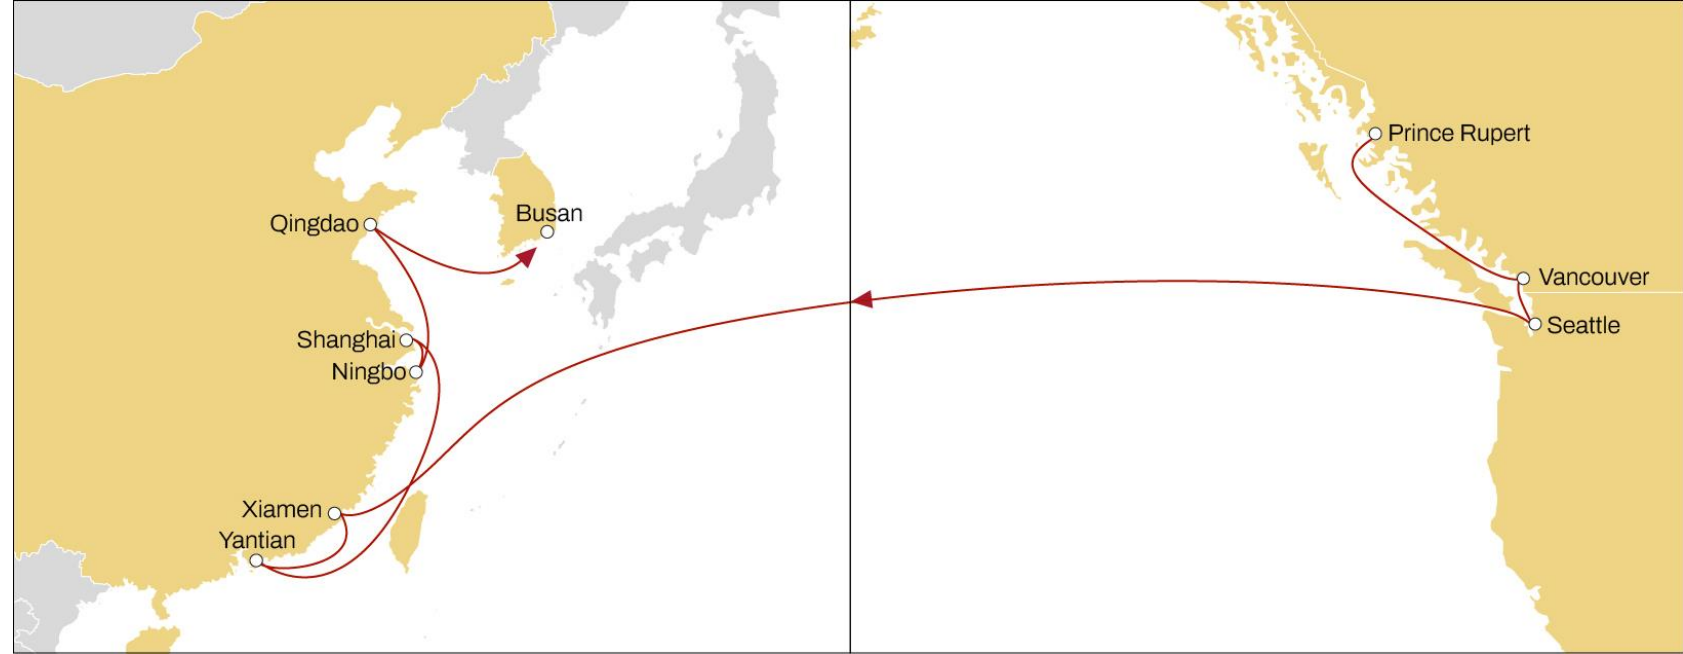 Prince Rupert
Busan
Qingdao
Vancouver
Seattle
Shanghai
Ningbo
Xiamen
Yantian